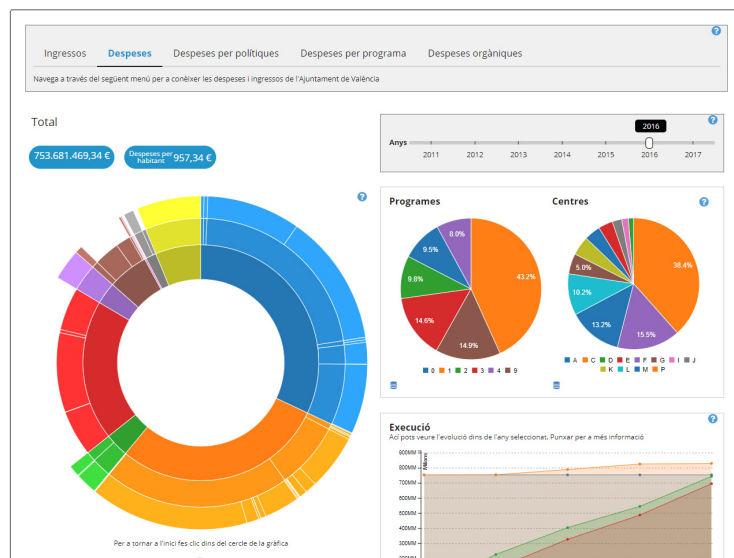 Ingressos Despeses Despeses per polítiques Despeses per programa Despeses orgàniques
Navega a través del següent menú per a conèixer les despeses i ingressos de l'Ajuntament de València
Total
753.681.469,34 €
Despeses per
habitant 957,34 €
Per a tornar a l'inici fes clic dins del cercle de la gràfica
2016
Anys
2011 2012 2013 2014 2015 2016 2017
Programes
8.0%
9.5%
43.2%
9.8%
14.6%
14.9%
0 1 2 3 4 9
Centres
38.4%
5.0%
10.2%
13.2%
15.5%
A C D E F G I J
K L M P
Execució
Ací pots veure l'evolució dins de l'any seleccionat. Punxar per a més informació
900MM
800MM
700MM
600MM
500MM
400MM
300MM
200MM